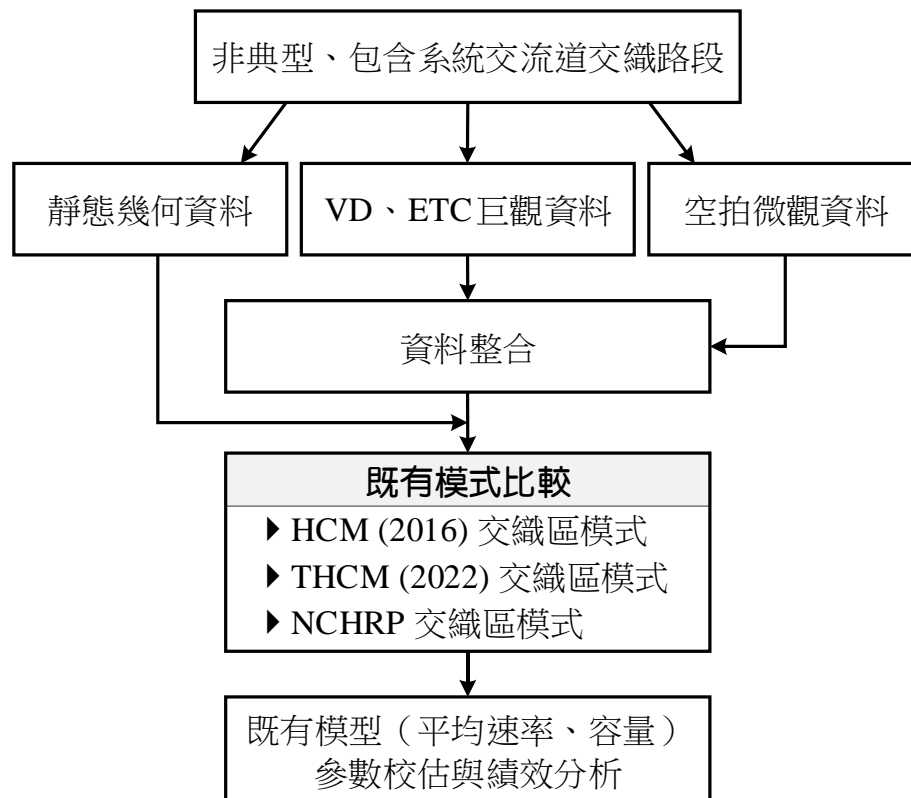 非典型、包含系統交流道交織路段
靜態幾何資料
VD、ETC巨觀資料
空拍微觀資料
資料整合
既有模式比較
HCM (2016) 交織區模式
THCM (2022) 交織區模式
NCHRP 交織區模式
既有模型（平均速率、容量）
參數校估與績效分析